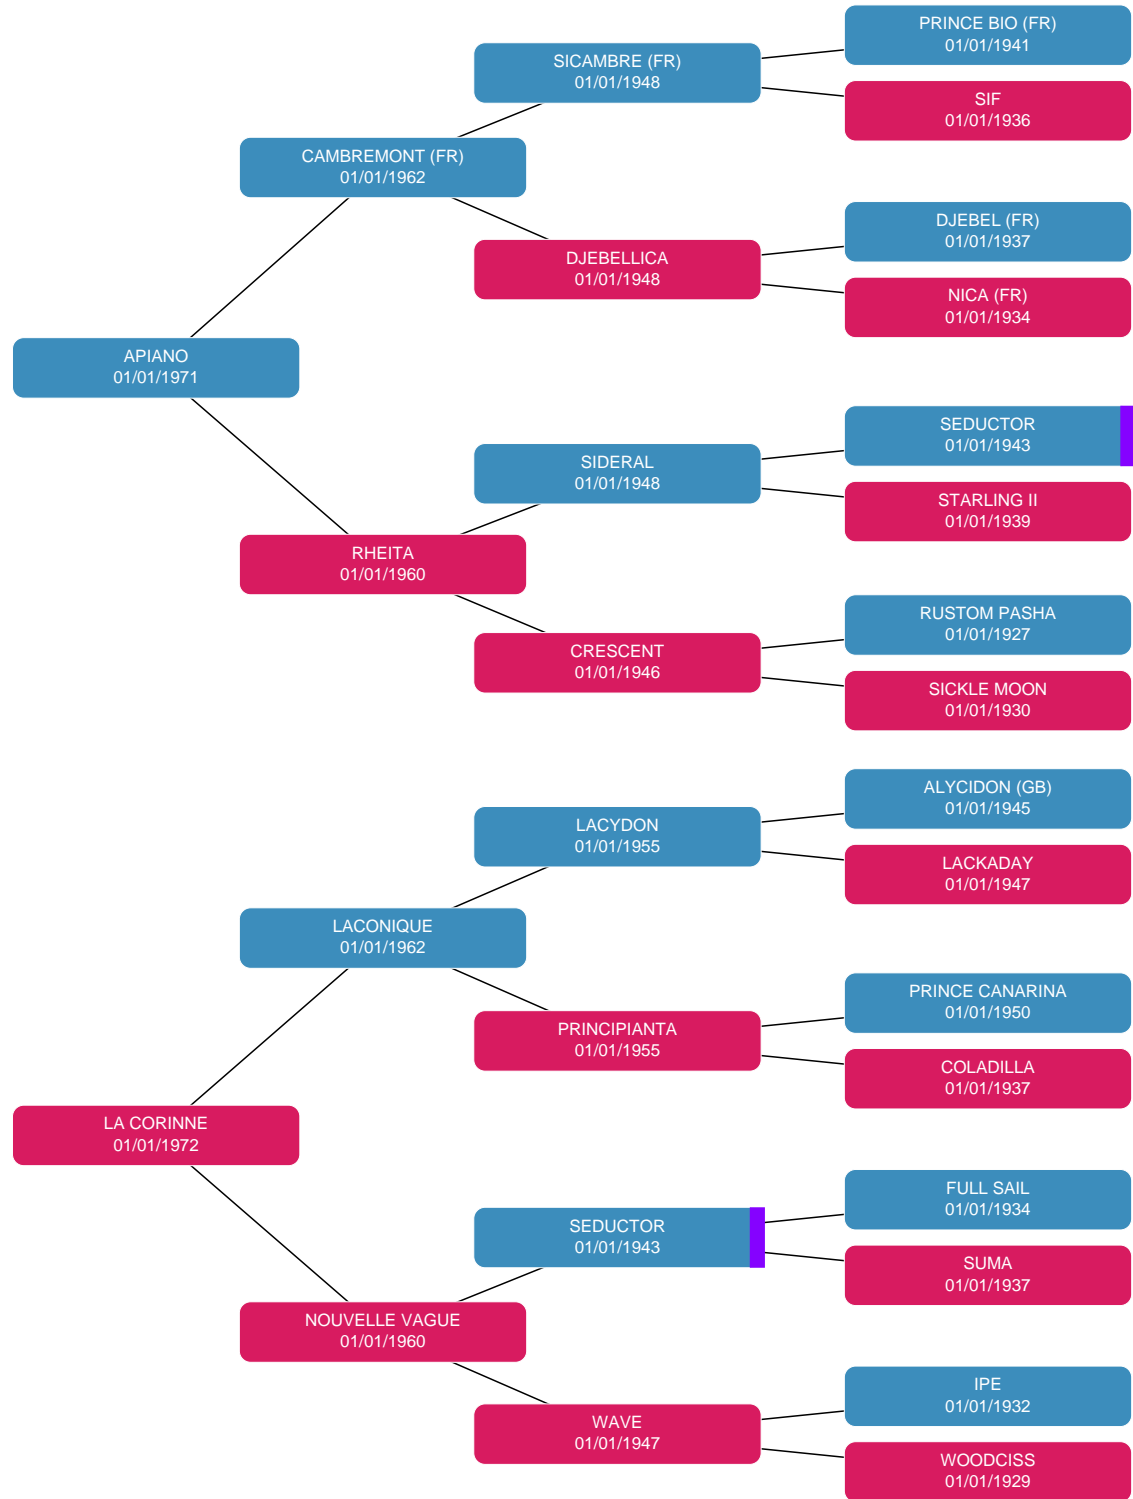 PRINCE BIO (FR)
01/01/1941
SICAMBRE (FR)
01/01/1948
SIF
01/01/1936
CAMBREMONT (FR)
01/01/1962
DJEBEL (FR)
01/01/1937
DJEBELLICA
01/01/1948
NICA (FR)
01/01/1934
APIANO
01/01/1971
SEDUCTOR
01/01/1943
SIDERAL
01/01/1948
STARLING II
01/01/1939
RHEITA
01/01/1960
RUSTOM PASHA
01/01/1927
CRESCENT
01/01/1946
SICKLE MOON
01/01/1930
ALYCIDON (GB)
01/01/1945
LACYDON
01/01/1955
LACKADAY
01/01/1947
LACONIQUE
01/01/1962
PRINCE CANARINA
01/01/1950
PRINCIPIANTA
01/01/1955
COLADILLA
01/01/1937
LA CORINNE
01/01/1972
FULL SAIL
01/01/1934
SEDUCTOR
01/01/1943
SUMA
01/01/1937
NOUVELLE VAGUE
01/01/1960
IPE
01/01/1932
WAVE
01/01/1947
WOODCISS
01/01/1929